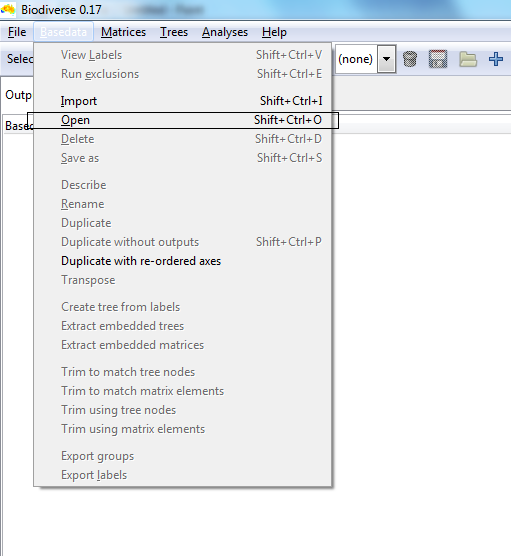 Biodiverse 0.17
File Basedata Matrices Trees Analyses Help
Selec
(none)
Outp
Based
View Labels Shift+Ctrl+V
Run exclusions Shift+Ctrl+E
Import Shift+Ctrl+I
Open Shift+Ctrl+O
Delete Shift+Ctrl+D
Save as Shift+Ctrl+S
Describe
Rename
Duplicate
Duplicate without outputs Shift+Ctrl+P
Duplicate with re-ordered axes
Transpose
Create tree from labels
Extract embedded trees
Extract embedded matrices
Trim to match tree nodes
Trim to match matrix elements
Trim using tree nodes
Trim using matrix elements
Export groups
Export labels